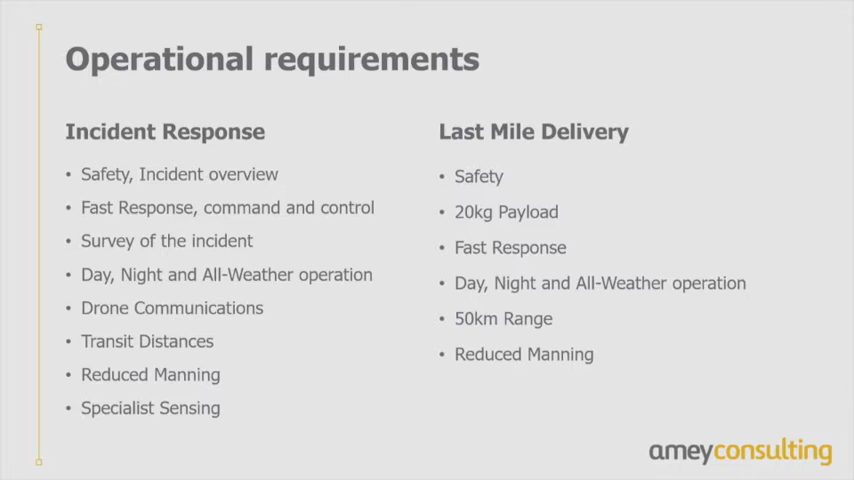 Operational requirements
Incident Response
• Safety, Incident overview
• Fast Response, command and control
• Survey of the incident
• Day, Night and All-Weather operation
• Drone Communications
• Transit Distances
• Reduced Manning
• Specialist Sensing
Last Mile Delivery
• Safety
• 20kg Payload
• Fast Response
• Day, Night and All-Weather operation
• 50km Range
• Reduced Manning
ameyconsulting